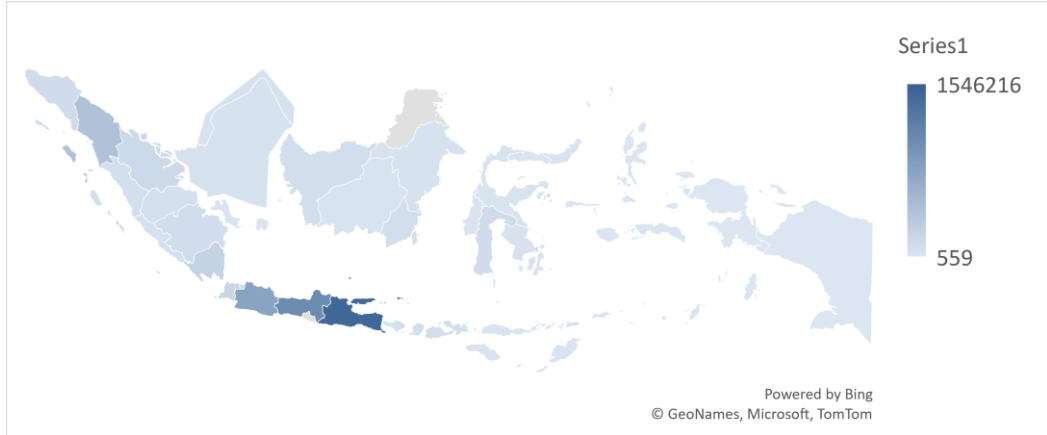 Series1
1546216
559
Powered by Bing
© GeoNames, Microsoft, TomTom